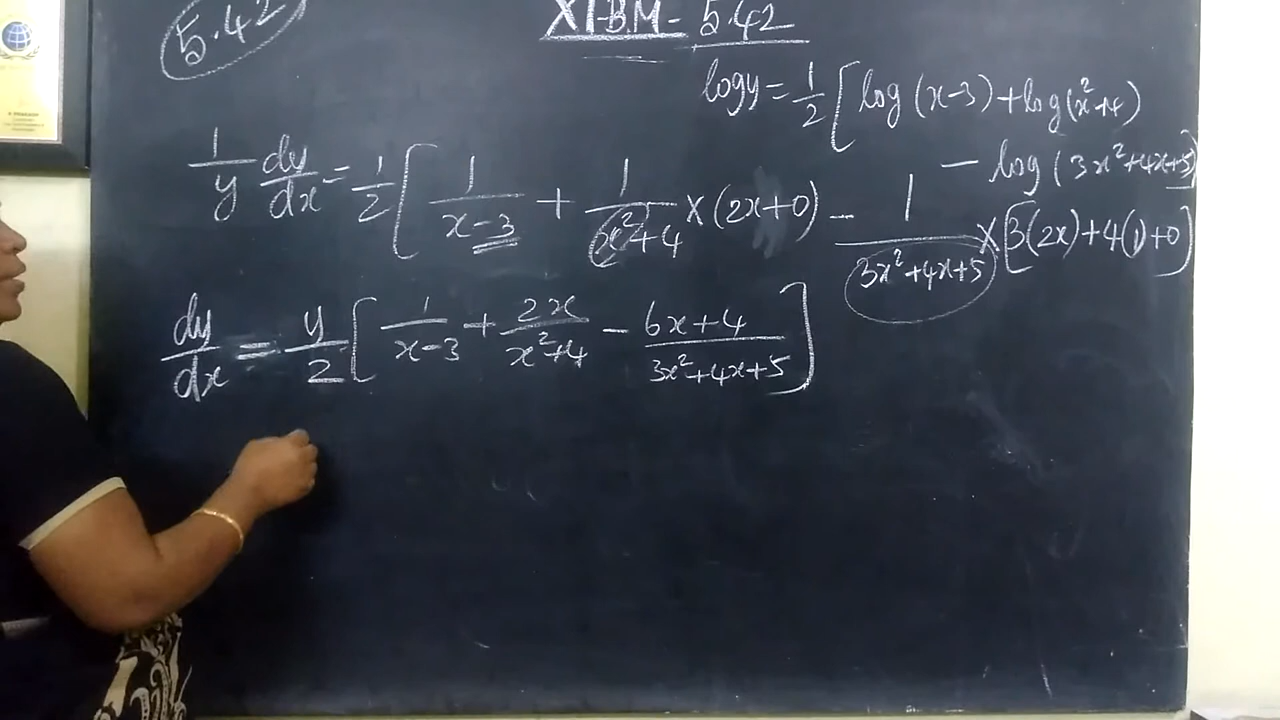 5.42
XI-B.M- 5.42
log y = 1/2 [log (x-3) + log (x²+4)
- log (3x²+4x+5)]
1/y dy/dx = 1/2 [ 1/(x-3) + 1/(x²+4) × (2x+0) - 1/(3x²+4x+5) × [3(2x)+4(1)+0]
dy/dx = y/2 [ 1/(x-3) + 2x/(x²+4) - (6x+4)/(3x²+4x+5) ]